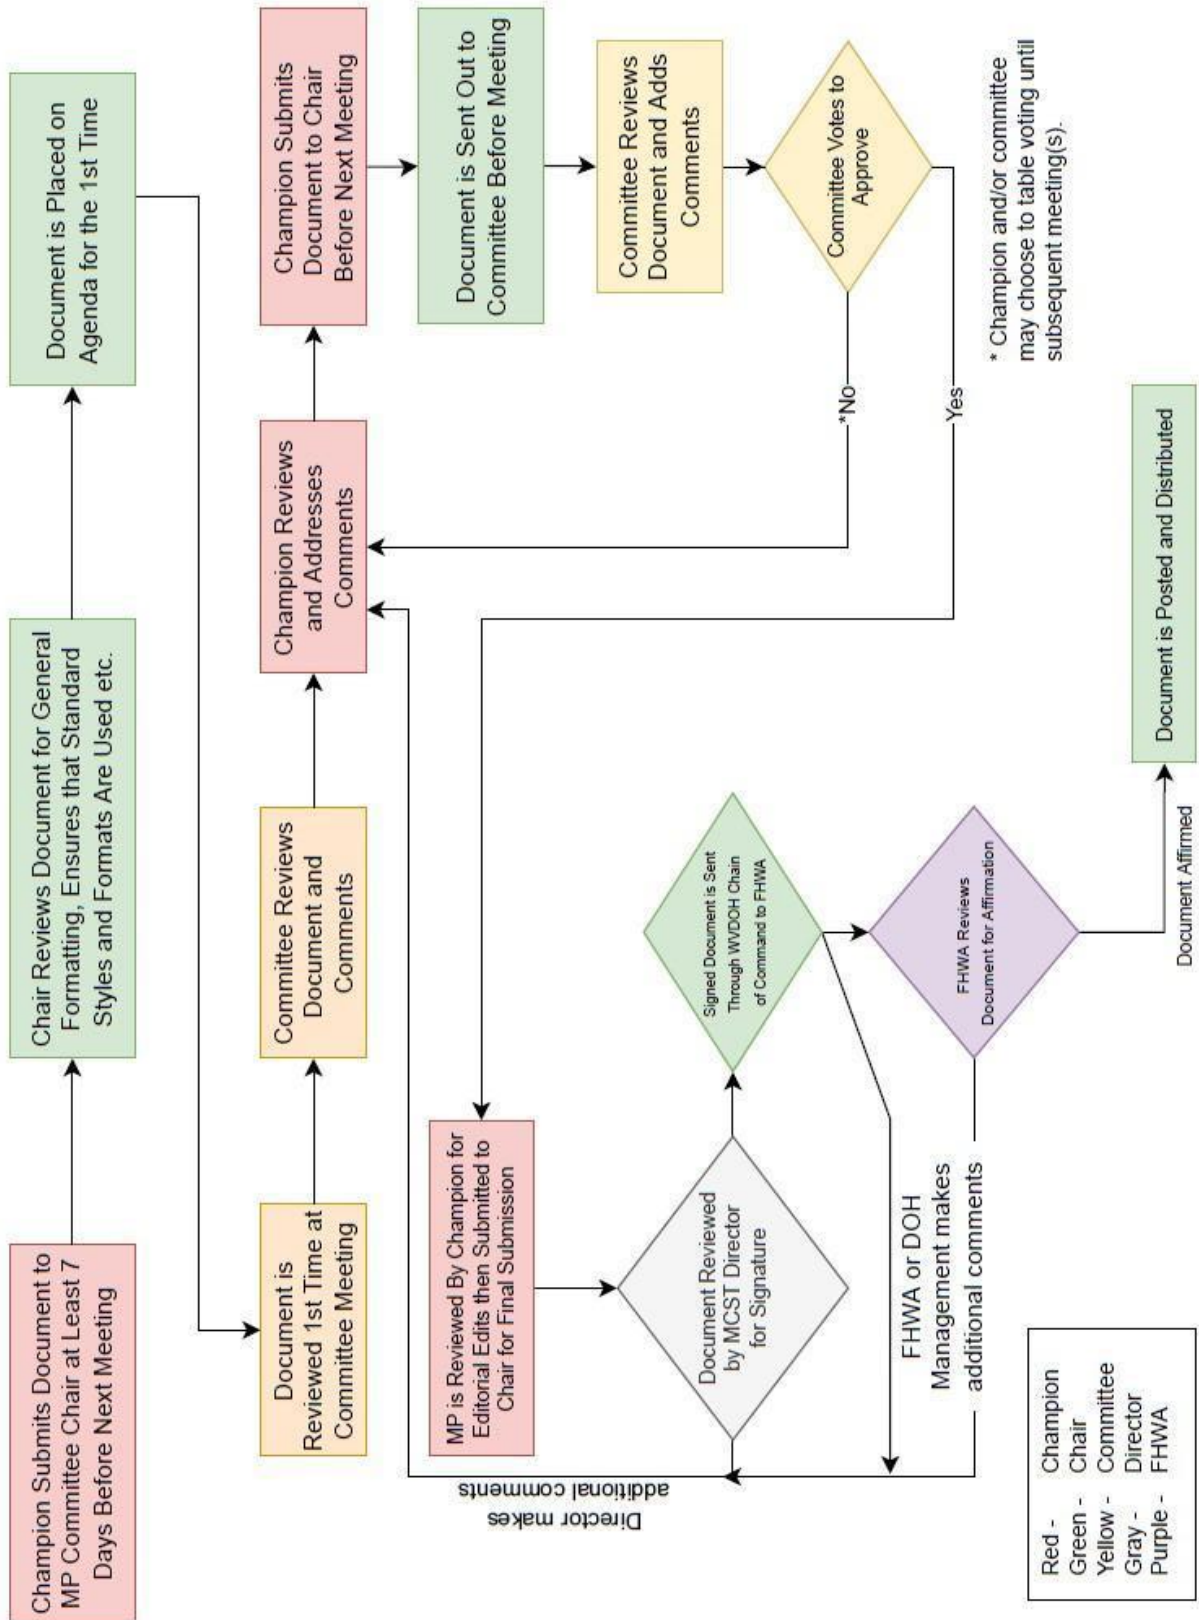 Champion Submits Document to
MP Committee Chair at Least 7
Days Before Next Meeting
Chair Reviews Document for General
Formatting, Ensures that Standard
Styles and Formats Are Used etc.
Document is Placed on
Agenda for the 1st Time
Document is
Reviewed 1st Time at
Committee Meeting
Committee Reviews
Document and
Comments
Champion Reviews
and Addresses
Comments
Champion Submits
Document to Chair
Before Next Meeting
Document is Sent Out to
Committee Before Meeting
Committee Reviews
Document and Adds
Comments
Committee Votes to
Approve
*No
Yes
* Champion and/or committee
may choose to table voting until
subsequent meeting(s).
MP is Reviewed By Champion for
Editorial Edits then Submitted to
Chair for Final Submission
Document Reviewed
by MCST Director
for Signature
Director makes
additional comments
Signed Document is Sent
Through WVDOH Chain
of Command to FHWA
FHWA or DOH
Management makes
additional comments
FHWA Reviews
Document for Affirmation
Document Affirmed
Document is Posted and Distributed
Red - Champion
Green - Chair
Yellow - Committee
Gray - Director
Purple - FHWA